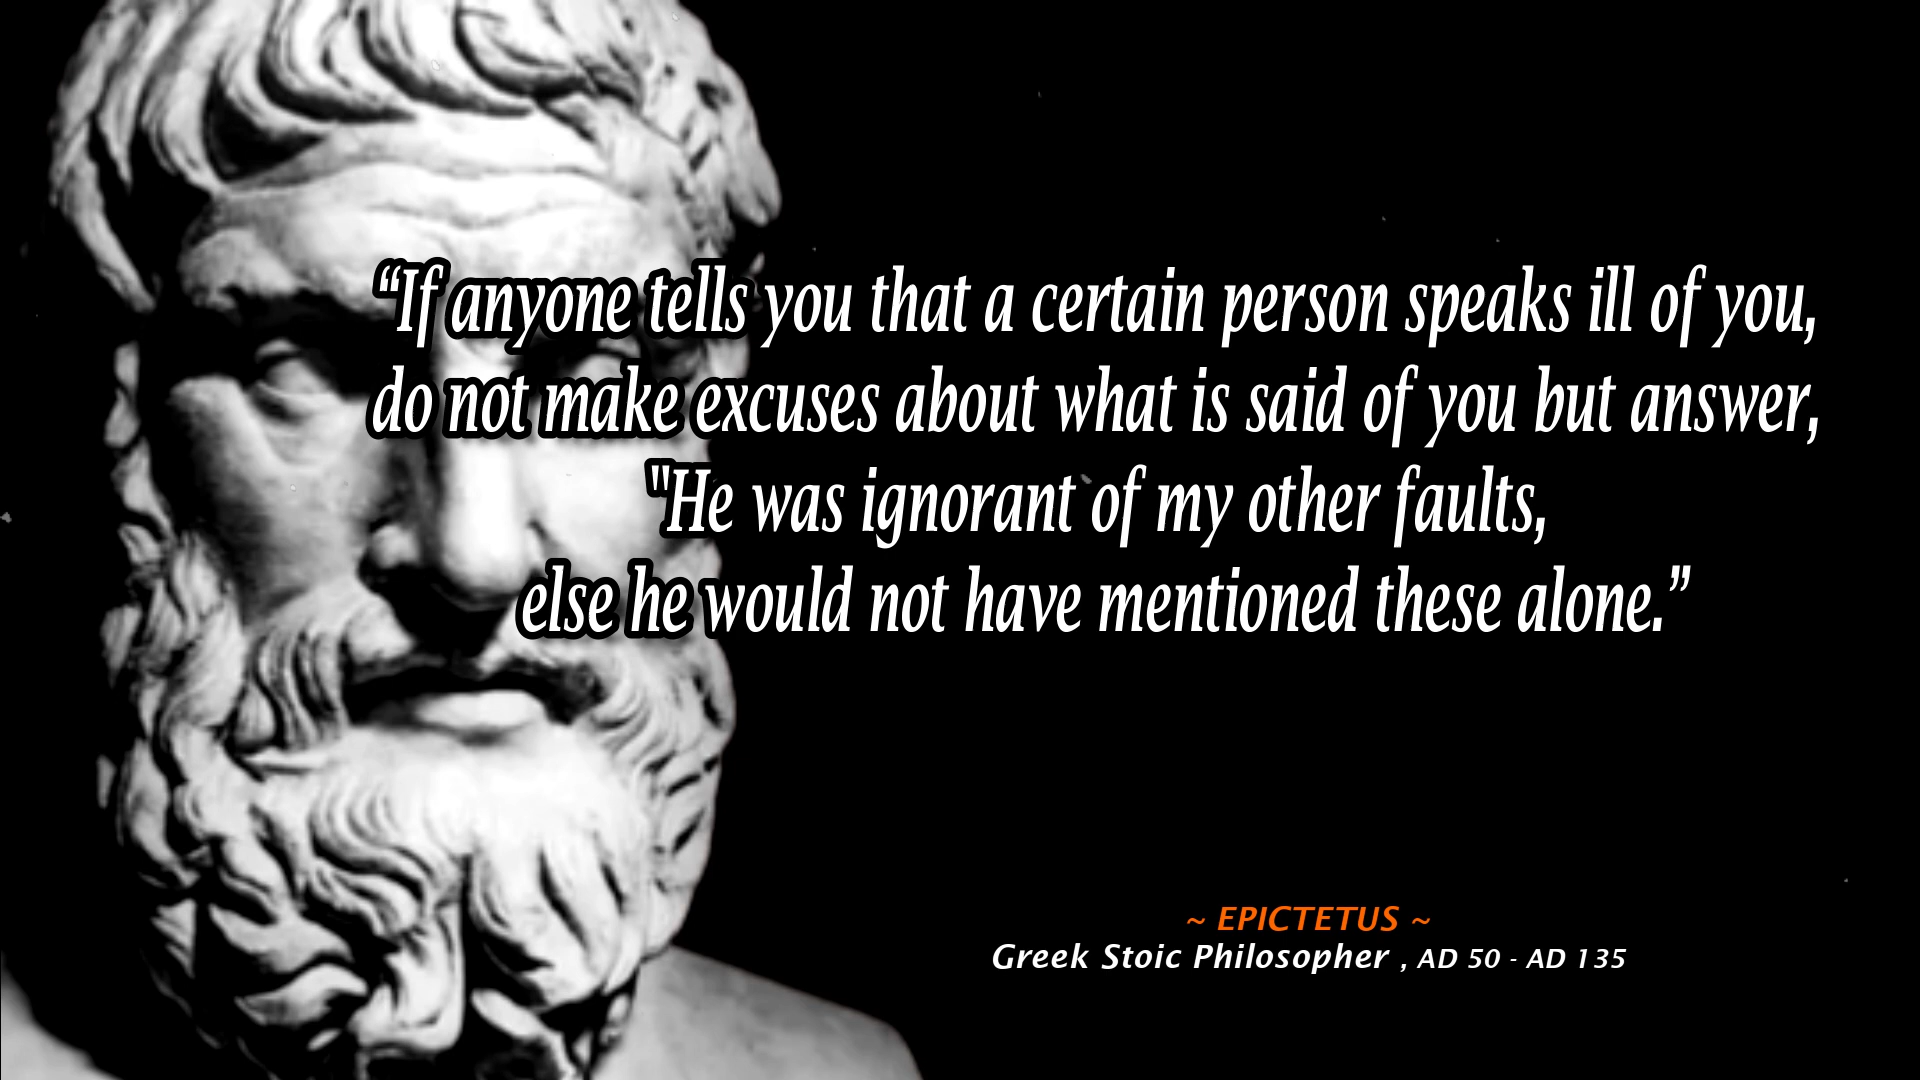 “If anyone tells you that a certain person speaks ill of you,
do not make excuses about what is said of you but answer,
"He was ignorant of my other faults,
else he would not have mentioned these alone.”
~ EPICTETUS ~
Greek Stoic Philosopher , AD 50 - AD 135